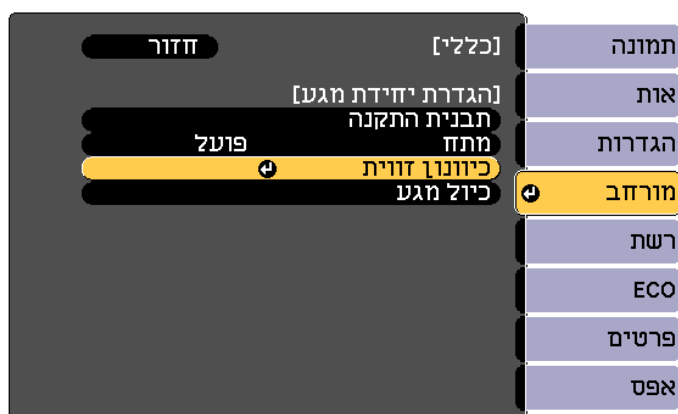 תמונה
אות
הגדרות
מורחב
רשת
ECO
פרטים
אפס
[כללי] חזור
[הגדרת יחידת מגע]
תבנית התקנה
מתח פועל
כיוונון זווית
כיול מגע